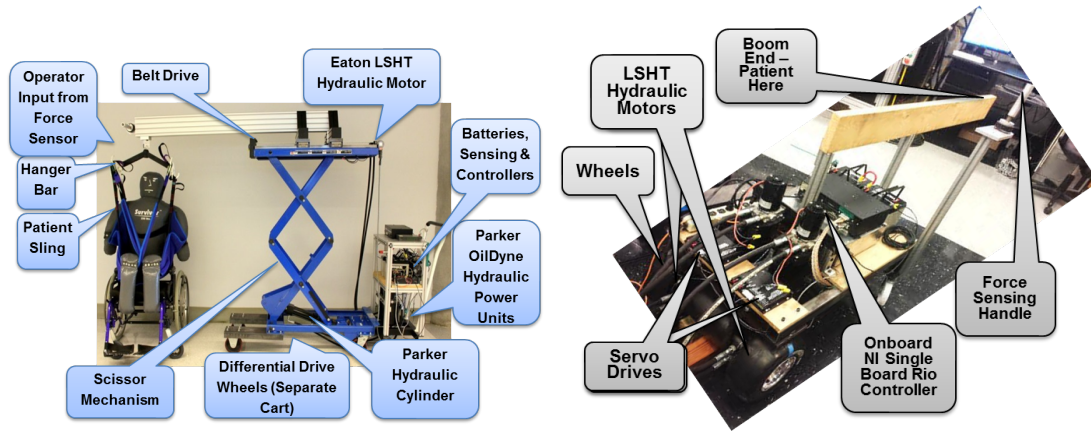 Operator
Input from
Force
Sensor
Belt Drive
Eaton LSHT
Hydraulic Motor
Batteries,
Sensing &
Controllers
Hanger
Bar
Patient
Sling
Parker
OilDyne
Hydraulic
Power
Units
Scissor
Mechanism
Differential Drive
Wheels (Separate
Cart)
Parker
Hydraulic
Cylinder
LSHT
Hydraulic
Motors
Boom
End –
Patient
Here
Wheels
Servo
Drives
Onboard
NI Single
Board Rio
Controller
Force
Sensing
Handle